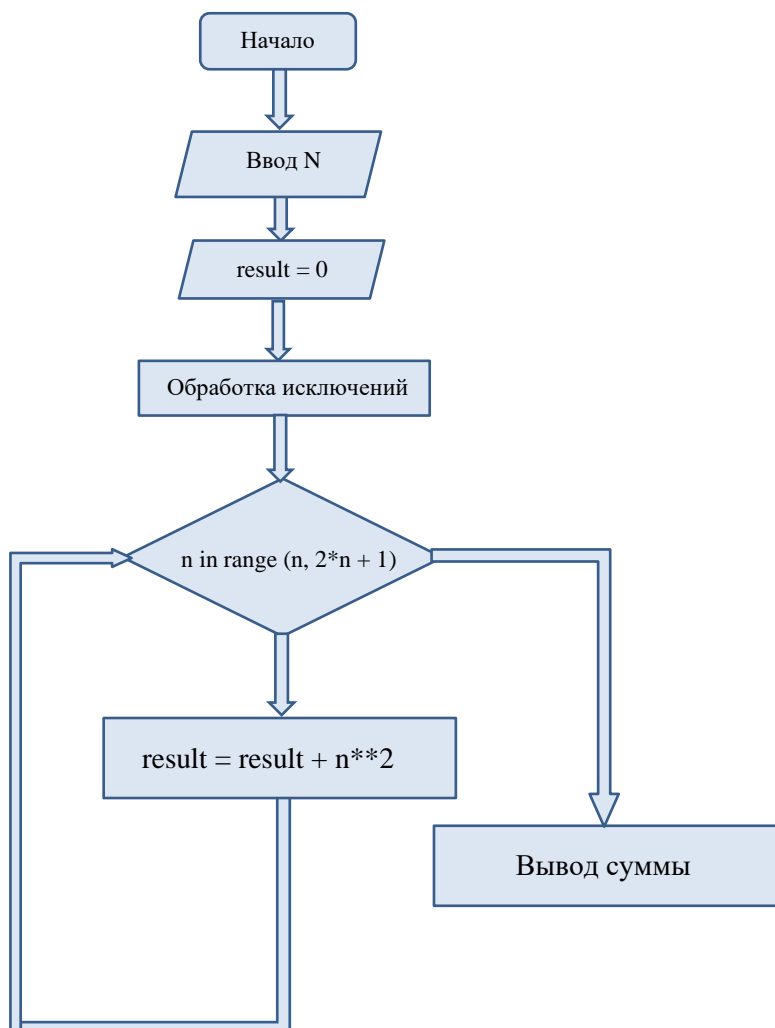 Начало
Ввод N
result = 0
Обработка исключений
n in range (n, 2*n + 1)
result = result + n**2
Вывод суммы